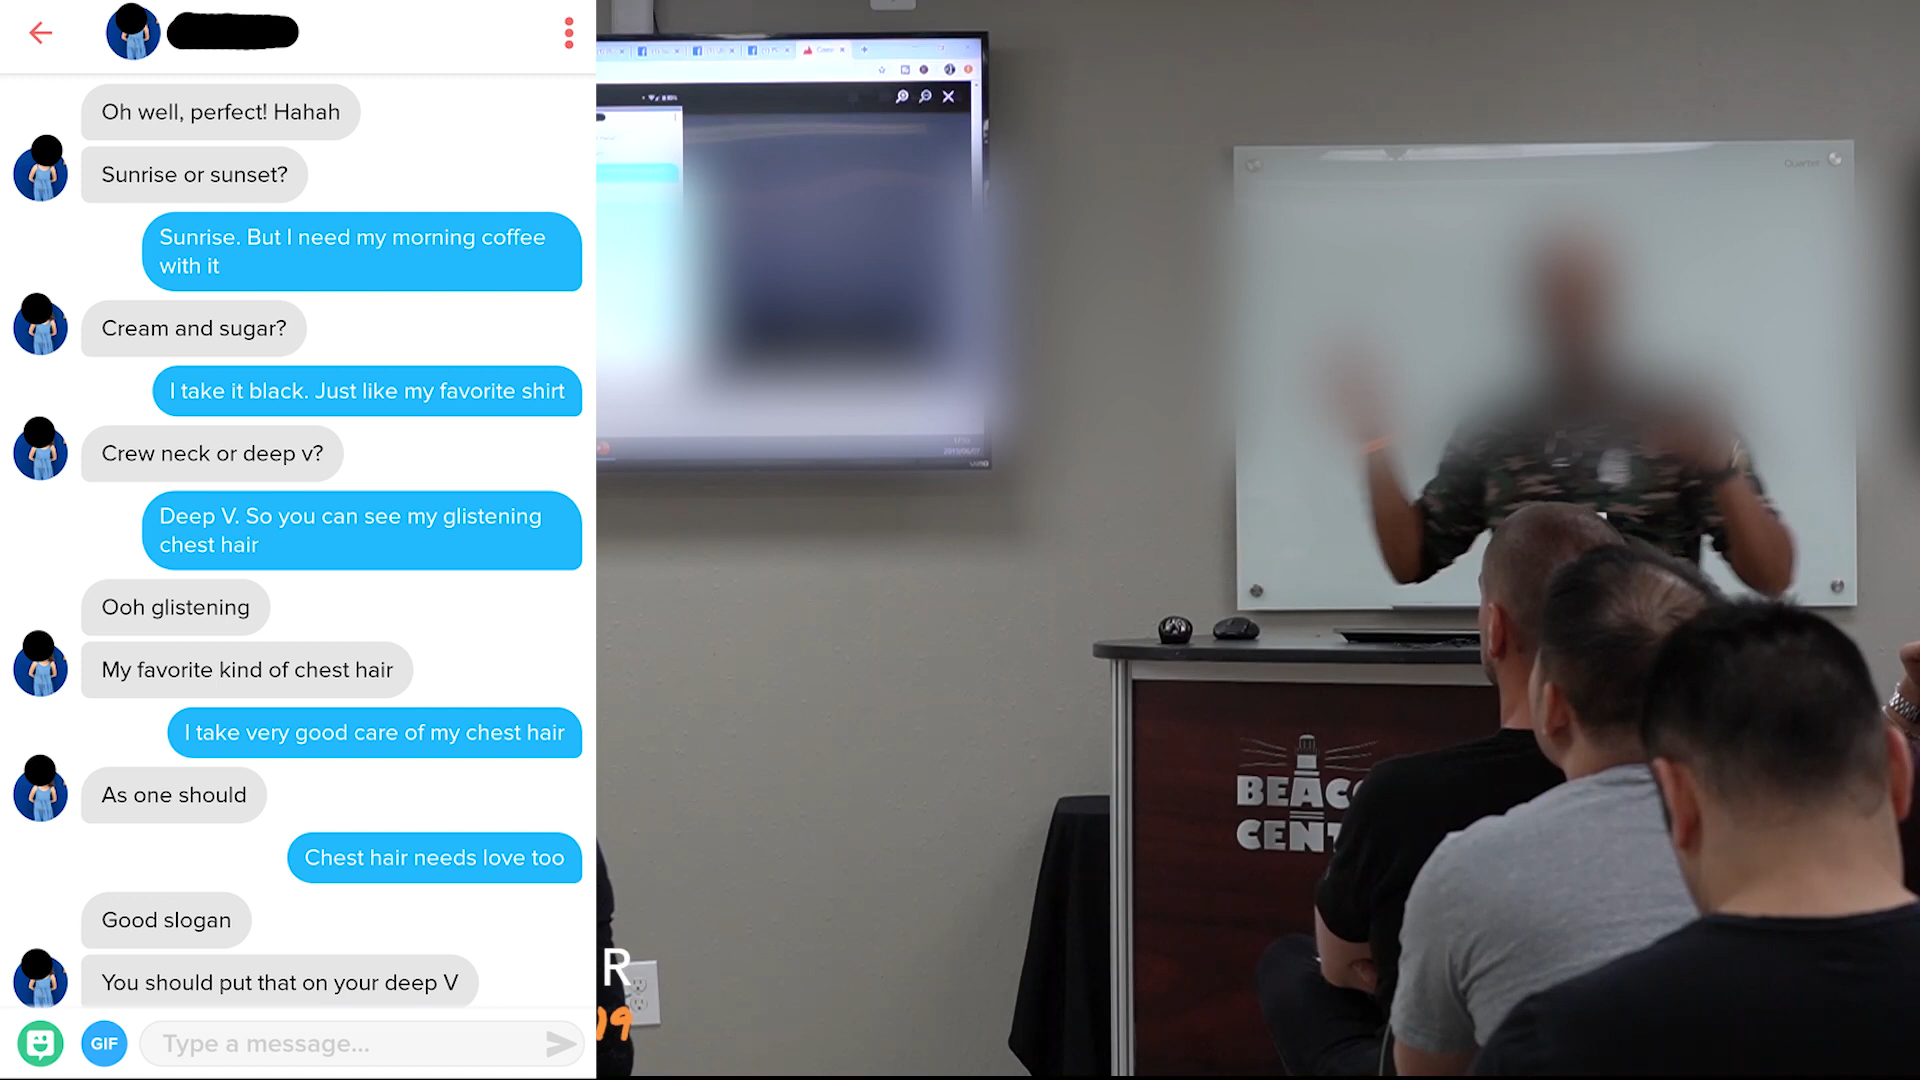 Oh well, perfect! Hahah
Sunrise or sunset?
Sunrise. But I need my morning coffee
with it
Cream and sugar?
I take it black. Just like my favorite shirt
Crew neck or deep v?
Deep V. So you can see my glistening
chest hair
Ooh glistening
My favorite kind of chest hair
I take very good care of my chest hair
As one should
Chest hair needs love too
Good slogan
You should put that on your deep V
GIF
Type a message...
Quartet
BEAC
CENT
R
19